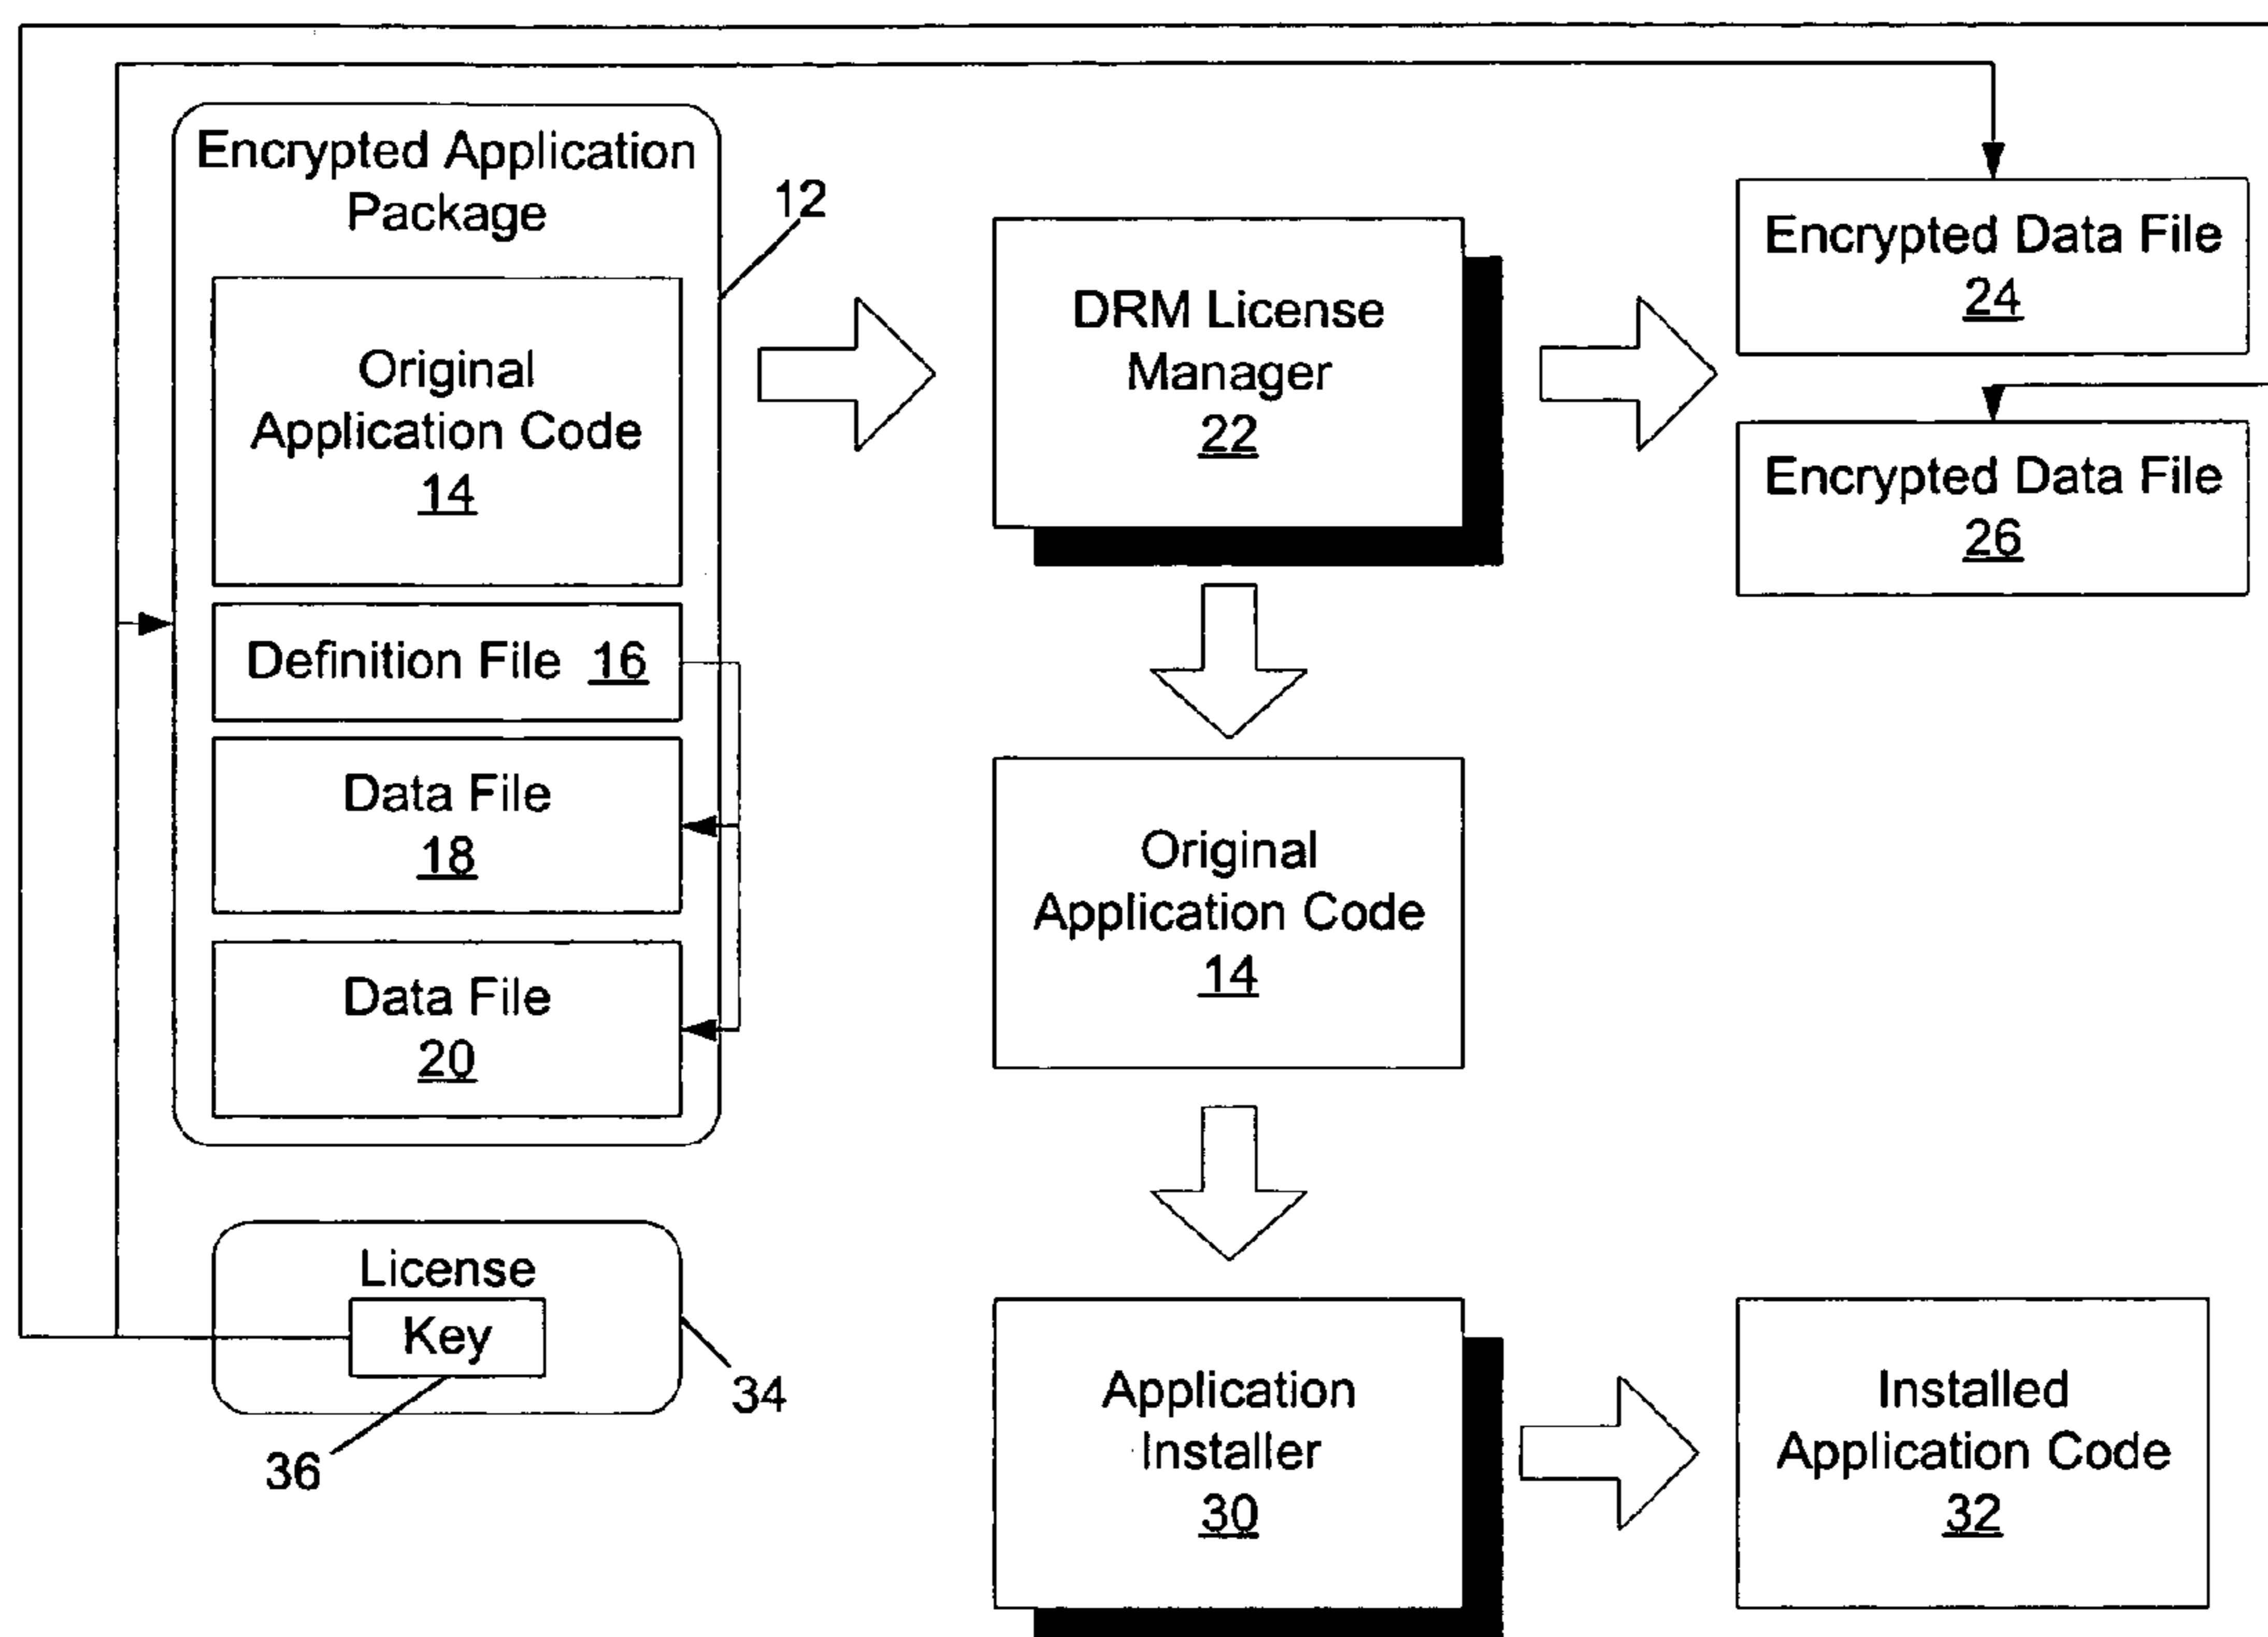 Encrypted Application
Package
12
Original
Application Code
14
Definition File 16
Data File
18
Data File
20
License
Key
34
36
DRM License
Manager
22
Encrypted Data File
24
Encrypted Data File
26
Original
Application Code
14
Application
Installer
30
Installed
Application Code
32